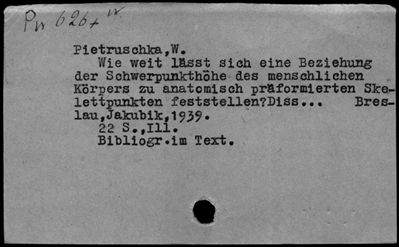 Pn 626+ W
Pietruschka,W.
Wie weit lässt sich eine Beziehung
der Schwerpunkthöhe des menschlichen
Körpers zu anatomisch präformierten Ske-
lettpunkten feststellen?Diss... Bres-
lau,Jakubik,1939.
22 S.,Ill.
Bibliogr.im Text.